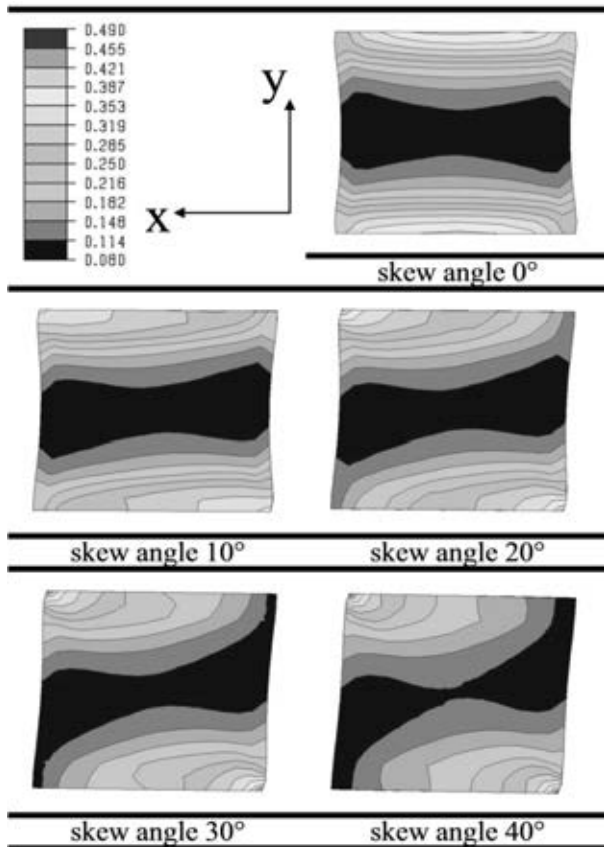 0.490
0.455
0.421
0.387
0.353
0.319
0.285
0.250
0.216
0.182
0.148
0.114
0.080
y
x
skew angle 0°
skew angle 10°
skew angle 20°
skew angle 30°
skew angle 40°